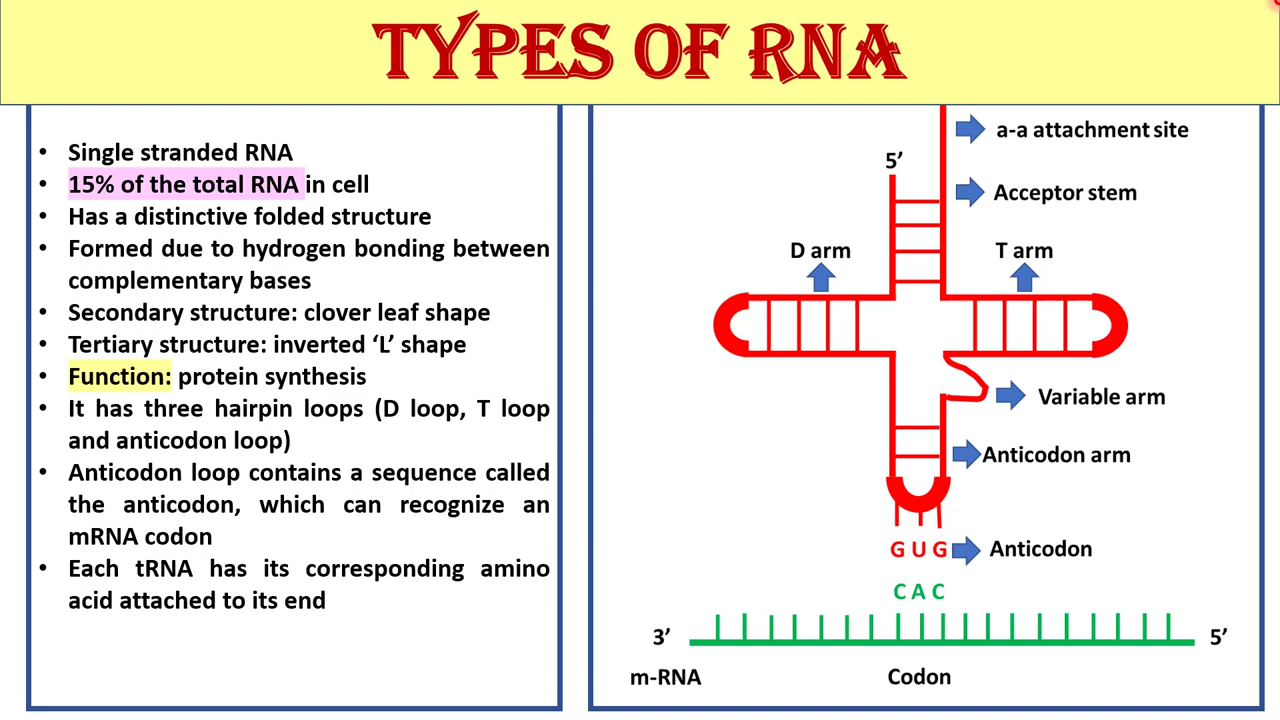 TYPES OF RNA
• Single stranded RNA
• 15% of the total RNA in cell
• Has a distinctive folded structure
• Formed due to hydrogen bonding between
complementary bases
• Secondary structure: clover leaf shape
• Tertiary structure: inverted ‘L’ shape
• Function: protein synthesis
• It has three hairpin loops (D loop, T loop
and anticodon loop)
• Anticodon loop contains a sequence called
the anticodon, which can recognize an
mRNA codon
• Each tRNA has its corresponding amino
acid attached to its end
a-a attachment site
5’
Acceptor stem
D arm
T arm
Variable arm
Anticodon arm
G U G
Anticodon
C A C
3’
5’
m-RNA
Codon